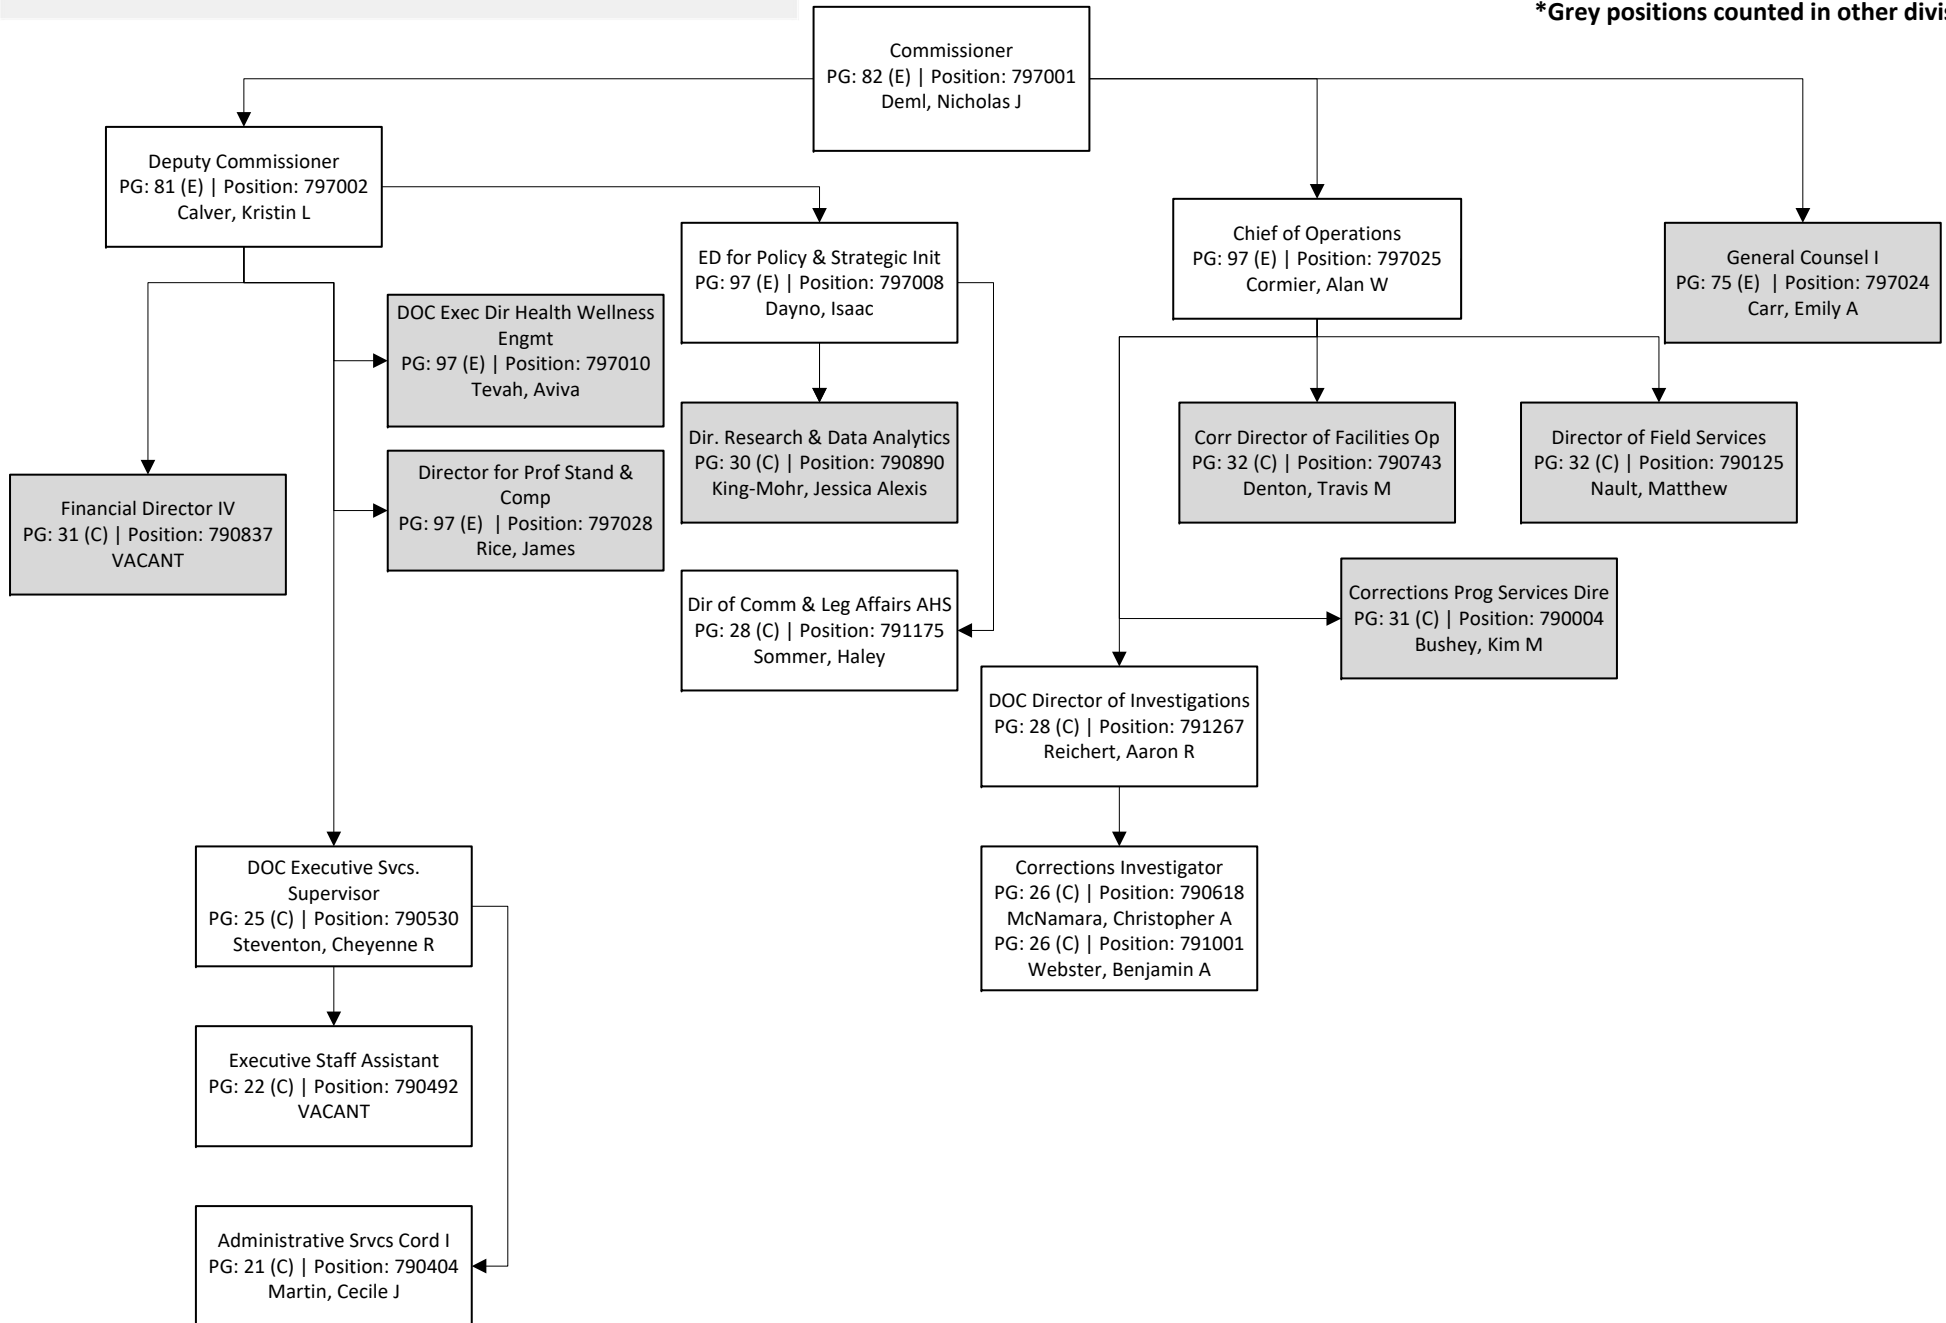 *Grey positions counted in other
Commissioner
PG: 82 (E) | Position: 797001
Deml, Nicholas J
Deputy Commissioner
PG: 81 (E) | Position: 797002
Calver, Kristin L
ED for Policy & Strategic Init
PG: 97 (E) | Position: 797008
Dayno, Isaac
Chief of Operations
PG: 97 (E) | Position: 797025
Cormier, Alan W
General Counsel I
PG: 75 (E) | Position: 797024
Carr, Emily A
DOC Exec Dir Health Wellness
Engmt
PG: 97 (E) | Position: 797010
Tevah, Aviva
Dir. Research & Data Analytics
PG: 30 (C) | Position: 790890
King-Mohr, Jessica Alexis
Corr Director of Facilities Op
PG: 32 (C) | Position: 790743
Denton, Travis M
Director of Field Services
PG: 32 (C) | Position: 790125
Nault, Matthew
Financial Director IV
PG: 31 (C) | Position: 790837
VACANT
Director for Prof Stand &
Comp
PG: 97 (E) | Position: 797028
Rice, James
Dir of Comm & Leg Affairs AHS
PG: 28 (C) | Position: 791175
Sommer, Haley
Corrections Prog Services Dire
PG: 31 (C) | Position: 790004
Bushey, Kim M
DOC Director of Investigations
PG: 28 (C) | Position: 791267
Reichert, Aaron R
DOC Executive Svcs.
Supervisor
PG: 25 (C) | Position: 790530
Steventon, Cheyenne R
Corrections Investigator
PG: 26 (C) | Position: 790618
McNamara, Christopher A
PG: 26 (C) | Position: 791001
Webster, Benjamin A
Executive Staff Assistant
PG: 22 (C) | Position: 790492
VACANT
Administrative Srvcs Cord I
PG: 21 (C) | Position: 790404
Martin, Cecile J